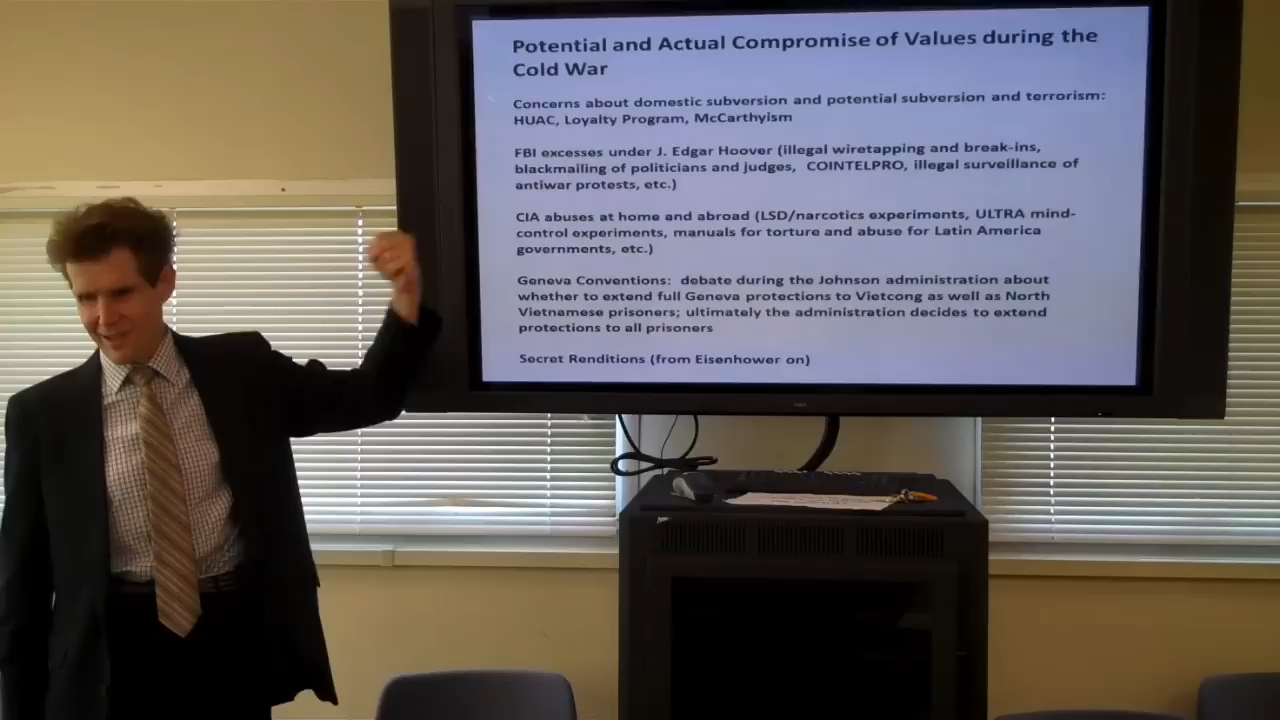 Potential and Actual Compromise of Values during the
Cold War
Concerns about domestic subversion and potential subversion and terrorism:
HUAC, Loyalty Program, McCarthyism
FBI excesses under J. Edgar Hoover (illegal wiretapping and break-ins,
blackmailing of politicians and judges, COINTELPRO, illegal surveillance of
antiwar protests, etc.)
CIA abuses at home and abroad (LSD/narcotics experiments, ULTRA mind-
control experiments, manuals for torture and abuse for Latin America
governments, etc.)
Geneva Conventions: debate during the Johnson administration about
whether to extend full Geneva protections to Vietcong as well as North
Vietnamese prisoners; ultimately the administration decides to extend
protections to all prisoners
Secret Renditions (from Eisenhower on)